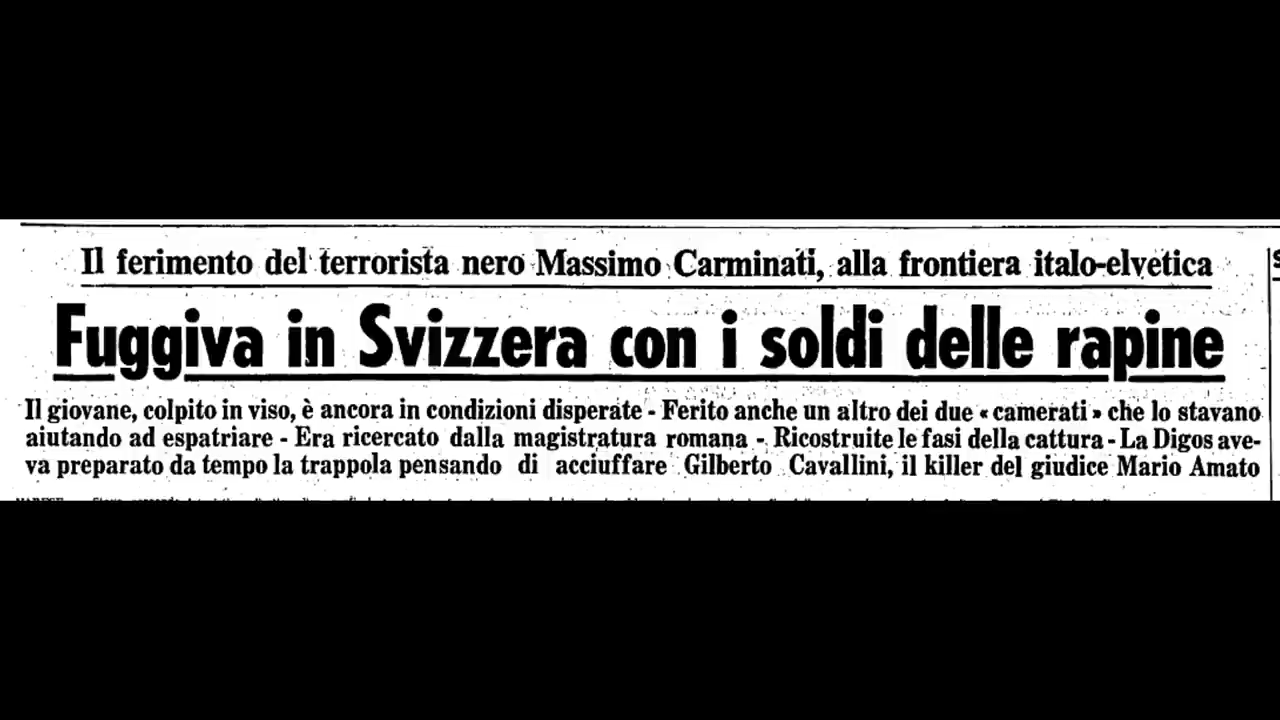 Il ferimento del terrorista nero Massimo Carminati, alla frontiera italo-elvetica
Fuggiva in Svizzera con i soldi delle rapine
Il giovane, colpito in viso, è ancora in condizioni disperate - Ferito anche un altro dei due « camerati » che lo stavano
aiutando ad espatriare - Era ricercato dalla magistratura romana - Ricostruite le fasi della cattura - La Digos ave-
va preparato da tempo la trappola pensando di acciuffare Gilberto Cavallini, il killer del giudice Mario Amato